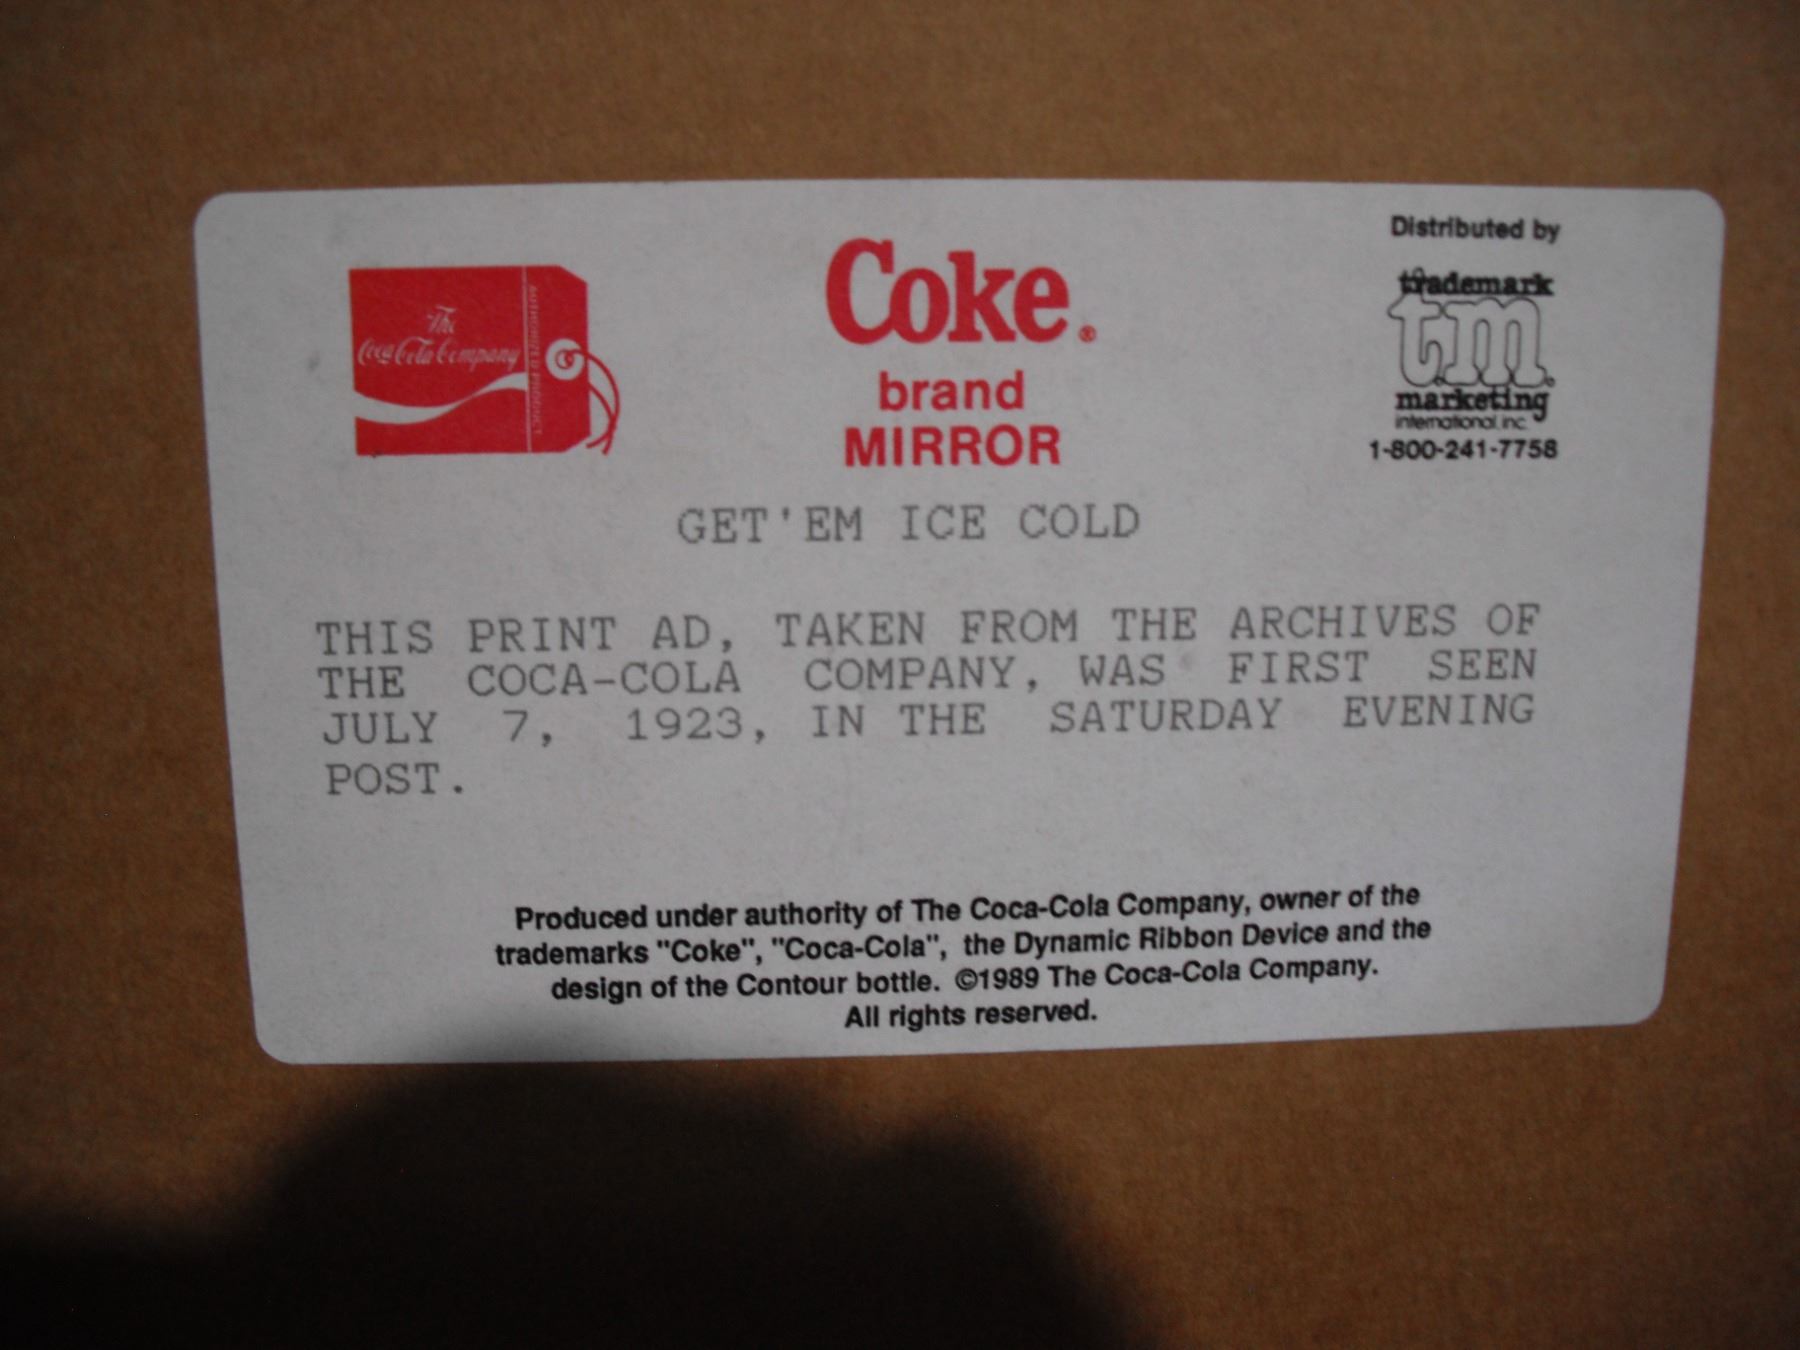 The
Coca-Cola Company
AUTHORIZED PRODUCT
Coke®
brand
MIRROR
Distributed by
trademark
t.m.
marketing
international, inc.
1-800-241-7758
GET'EM ICE COLD
THIS PRINT AD, TAKEN FROM THE ARCHIVES OF
THE COCA-COLA COMPANY, WAS FIRST SEEN
JULY 7, 1923, IN THE SATURDAY EVENING
POST.
Produced under authority of The Coca-Cola Company, owner of the
trademarks "Coke", "Coca-Cola", the Dynamic Ribbon Device and the
design of the Contour bottle. ©1989 The Coca-Cola Company.
All rights reserved.